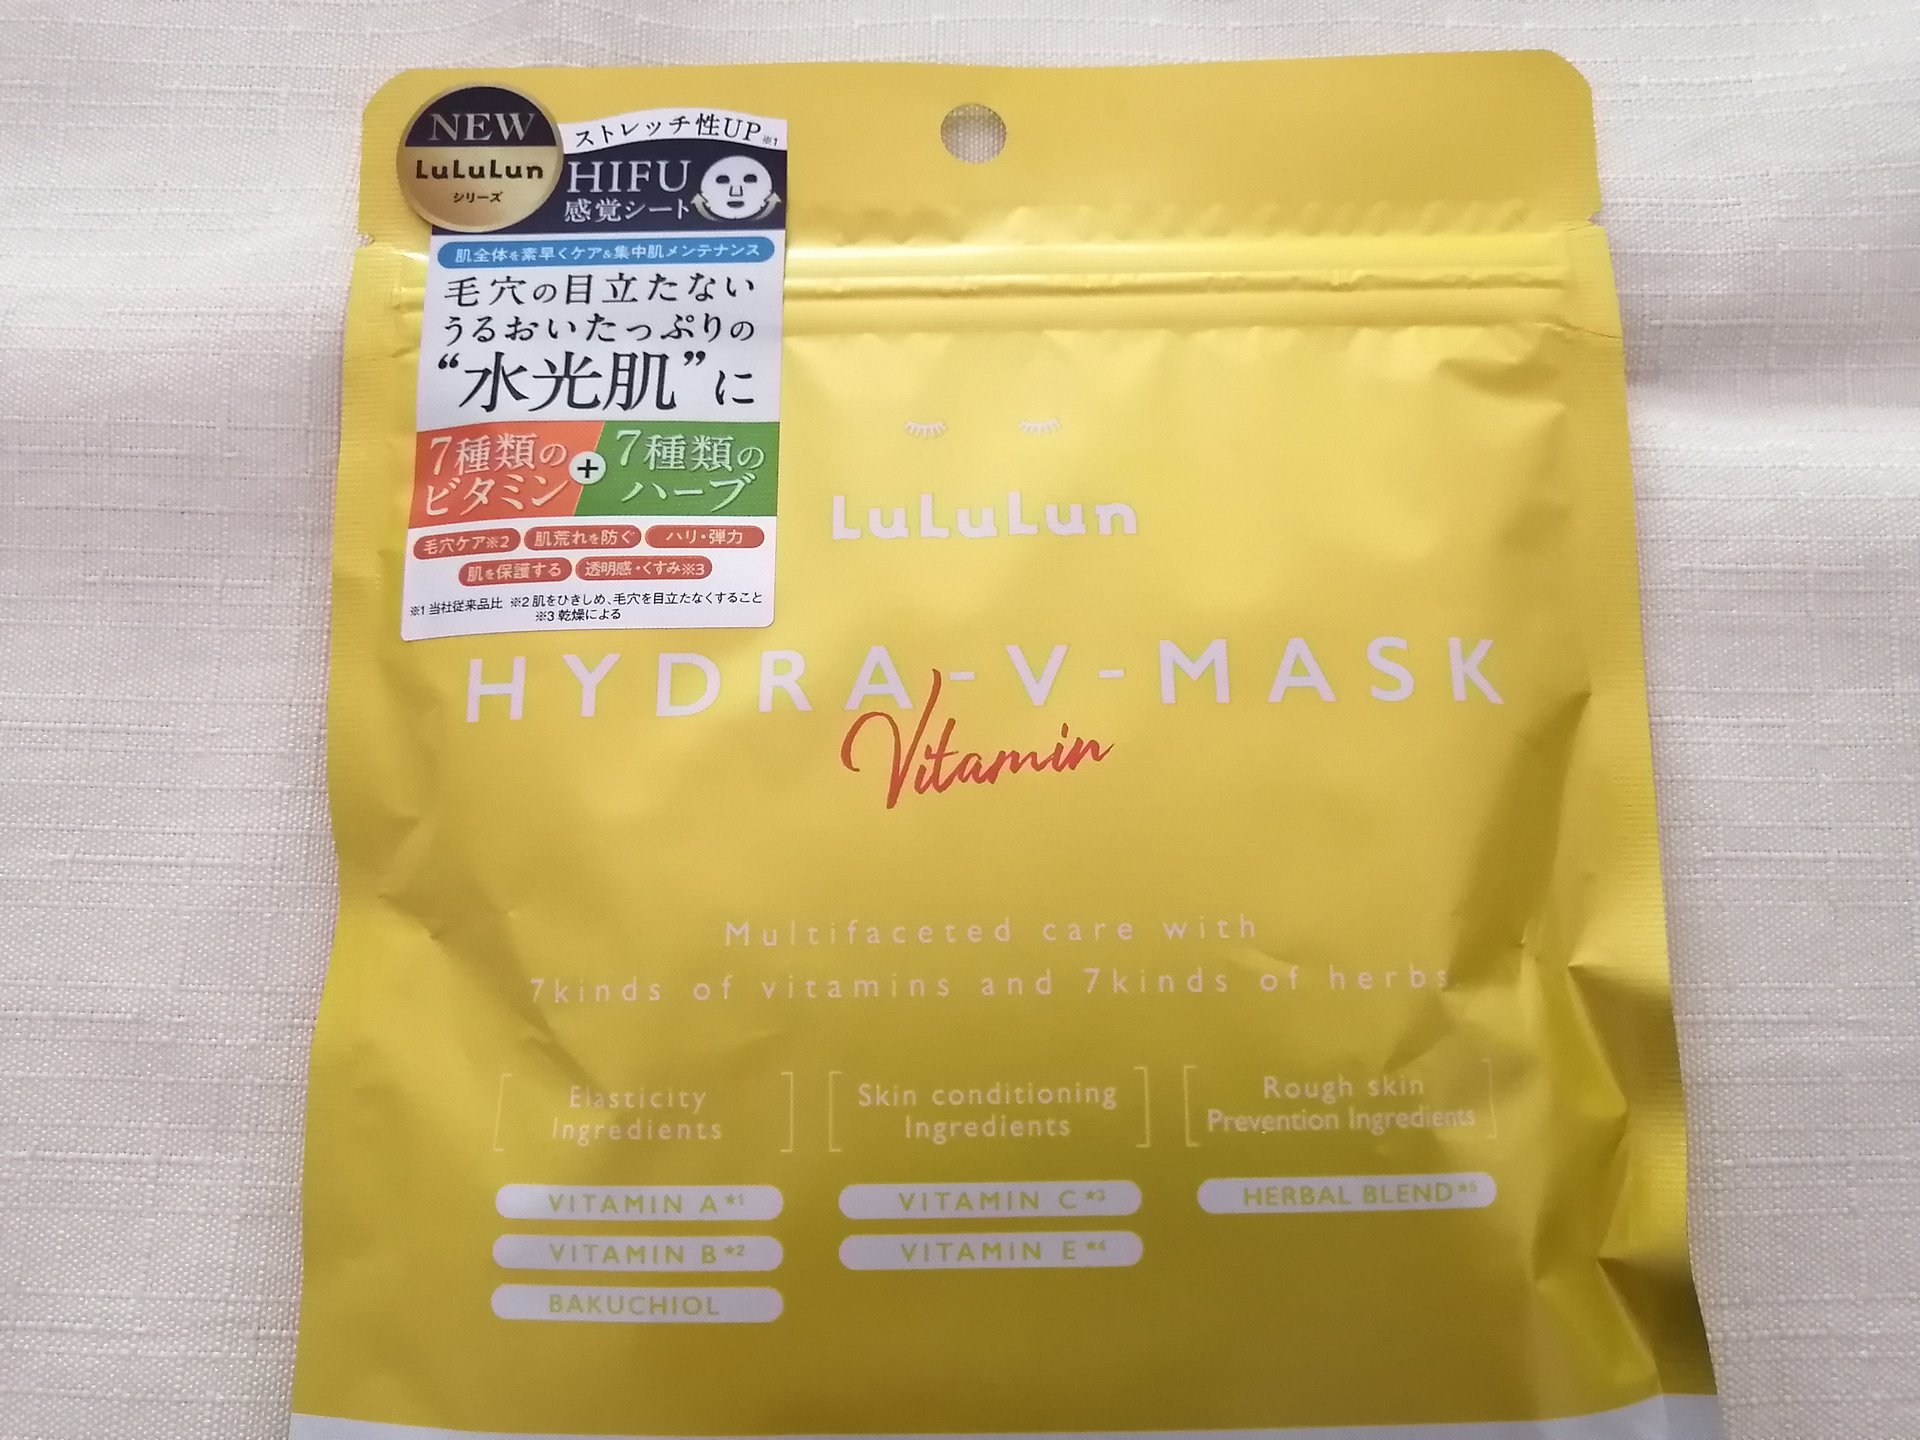 NEW
LuLuLun
シリーズ
ストレッチ性UP※1
HIFU
感覚シート
肌全体を素早くケア&集中肌メンテナンス
毛穴の目立たない
うるおいたっぷりの
“水光肌”に
7種類の
ビタミン
+
7種類の
ハーブ
毛穴ケア※2 肌荒れを防ぐ ハリ・弾力
肌を保護する 透明感・くすみ※3
※1 当社従来品比 ※2 肌をひきしめ、毛穴を目立たなくすること
※3 乾燥による
LuLuLun
HYDRA-V-MASK
Vitamin
Multifaceted care with
7kinds of vitamins and 7kinds of herbs.
Elasticity
Ingredients
VITAMIN A★1
VITAMIN B★2
BAKUCHIOL
Skin conditioning
Ingredients
VITAMIN C★3
VITAMIN E★4
Rough skin
Prevention Ingredients
HERBAL BLEND★5